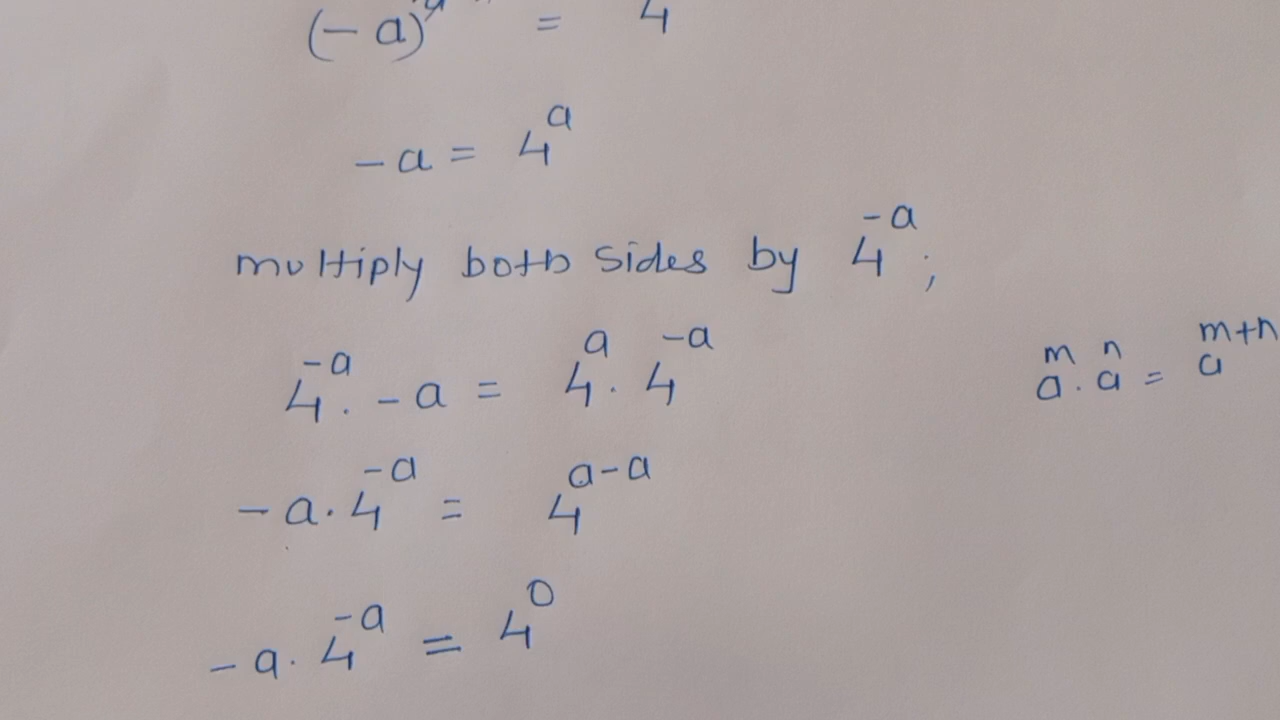 (-a)^a = 4
-a = 4^a
multiply both sides by 4^-a ;
4^-a . -a = 4^a . 4^-a
a^m . a^n = a^m+n
-a . 4^-a = 4^a-a
-a . 4^-a = 4^0